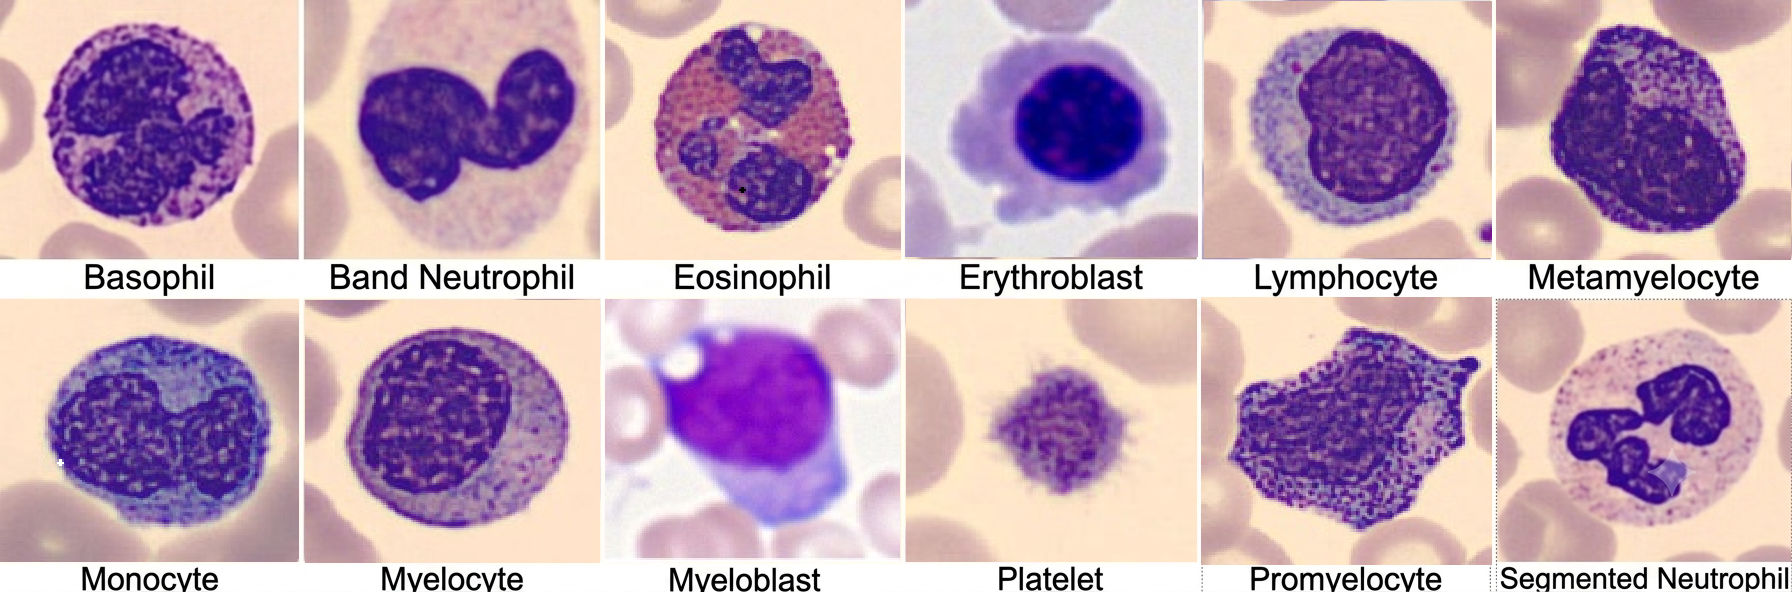 Basophil
Band Neutrophil
Eosinophil
Erythroblast
Lymphocyte
Metamyelocyte
Monocyte
Myelocyte
Myeloblast
Platelet
Promyelocyte
Segmented Neutrophil